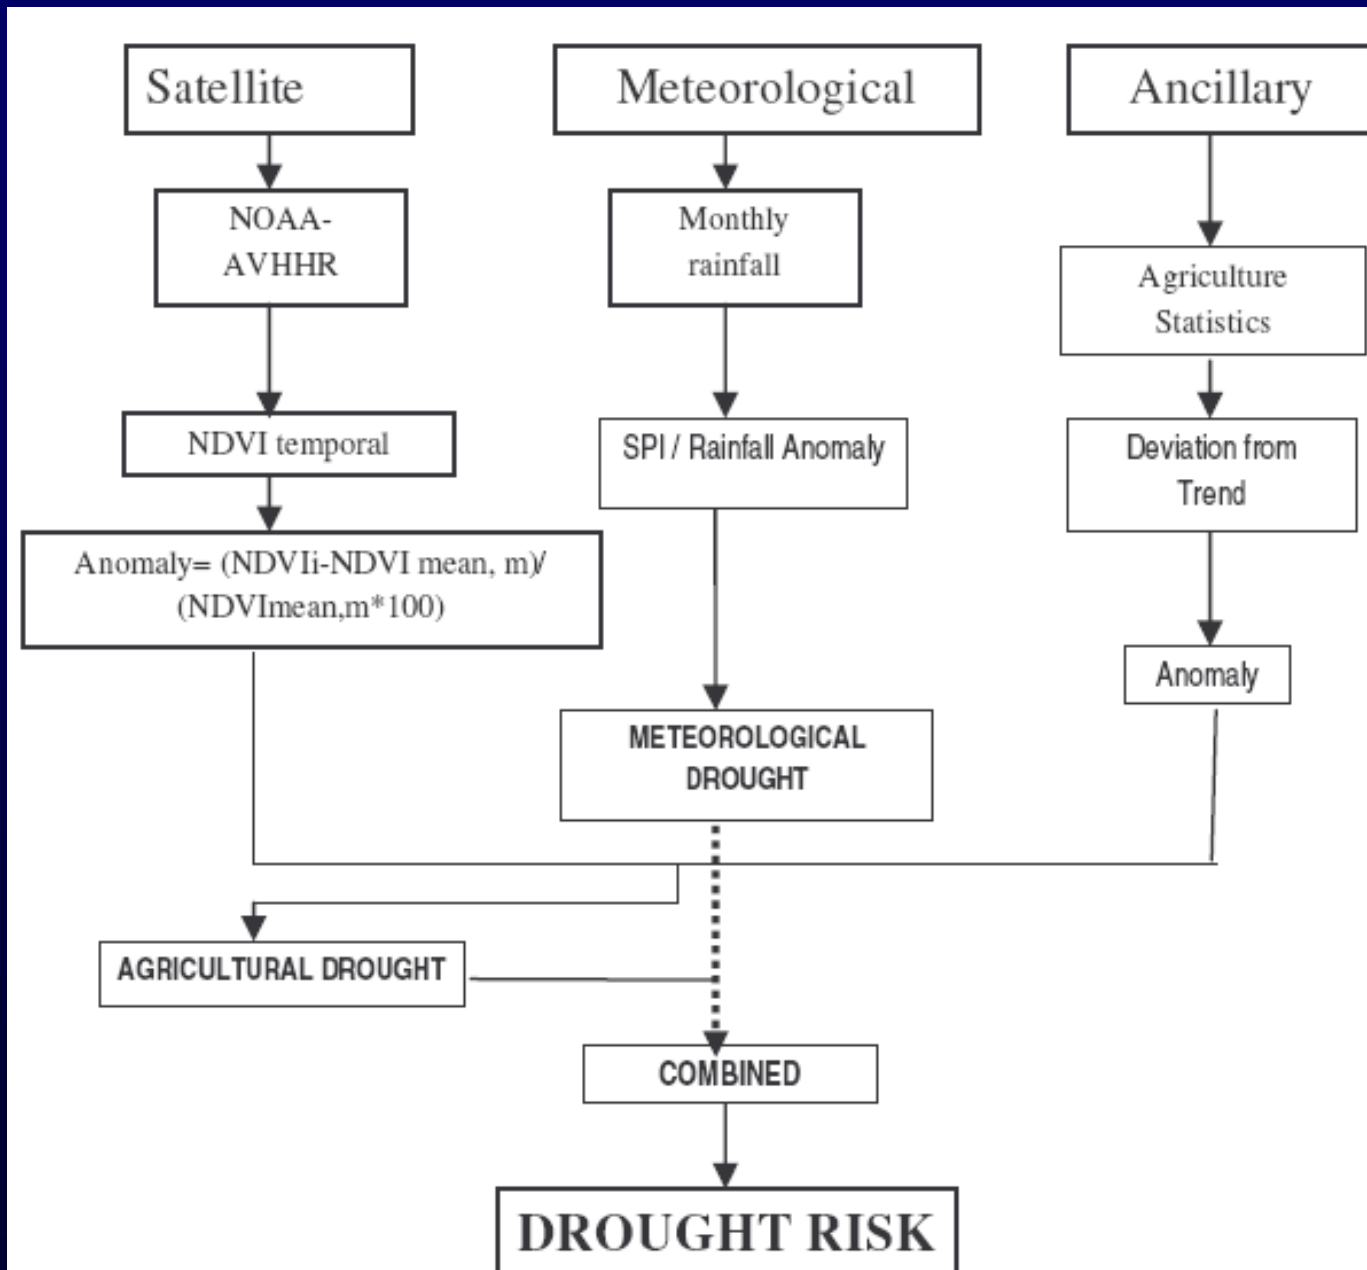 Satellite
Meteorological
Ancillary
NOAA-
AVHHR
Monthly
rainfall
Agriculture
Statistics
NDVI temporal
SPI / Rainfall Anomaly
Deviation from
Trend
Anomaly= (NDVIi-NDVI mean, m)/
(NDVImean,m*100)
Anomaly
METEOROLOGICAL
DROUGHT
AGRICULTURAL DROUGHT
COMBINED
DROUGHT RISK